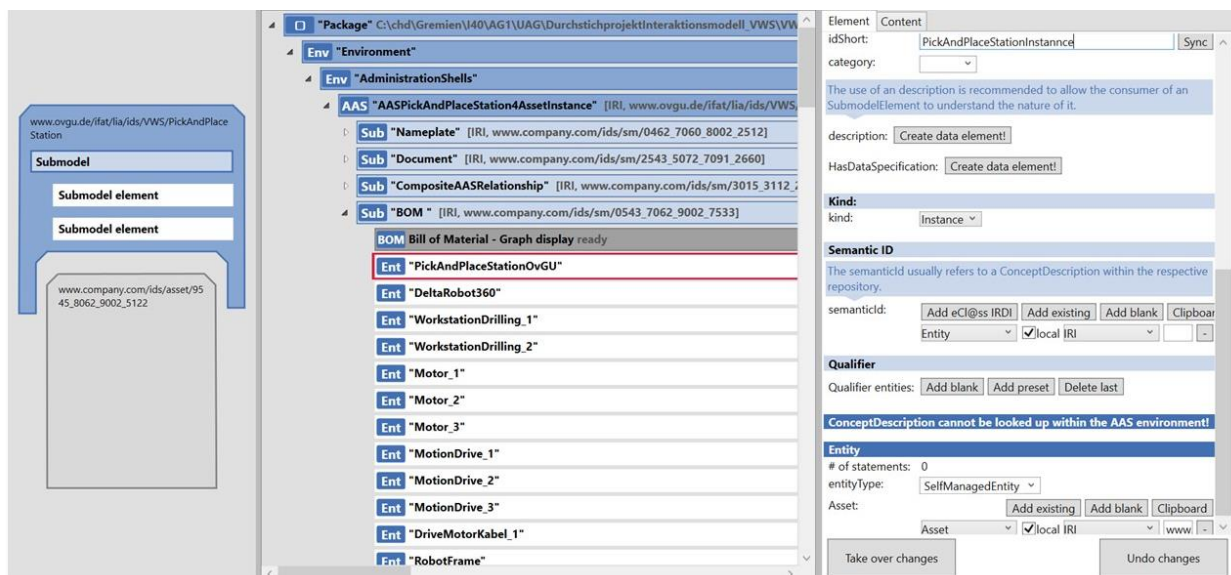 www.ovgu.de/ifat/lia/ids/VWS/PickAndPlace
Station
Submodel
Submodel element
Submodel element
www.company.com/ids/asset/95
45_8062_9002_5122
"Package" C:\chd\Gremien\I40\AG1\UAG\DurchstichprojektInteraktionsmodell_VWS\VW
Env "Environment"
Env "AdministrationShells"
AAS "AASPickAndPlaceStation4AssetInstance" [IRI, www.ovgu.de/ifat/lia/ids/VWS,
Sub "Nameplate" [IRI, www.company.com/ids/sm/0462_7060_8002_2512]
Sub "Document" [IRI, www.company.com/ids/sm/2543_5072_7091_2660]
Sub "CompositeAASRelationship" [IRI, www.company.com/ids/sm/3015_3112_2
Sub "BOM " [IRI, www.company.com/ids/sm/0543_7062_9002_7533]
BOM Bill of Material - Graph display ready
Ent "PickAndPlaceStationOvGU"
Ent "DeltaRobot360"
Ent "WorkstationDrilling_1"
Ent "WorkstationDrilling_2"
Ent "Motor_1"
Ent "Motor_2"
Ent "Motor_3"
Ent "MotionDrive_1"
Ent "MotionDrive_2"
Ent "MotionDrive_3"
Ent "DriveMotorKabel_1"
Ent "RobotFrame"
Element Content
idShort: PickAndPlaceStationInstannce Sync
category:
The use of an description is recommended to allow the consumer of an
SubmodelElement to understand the nature of it.
description: Create data element!
HasDataSpecification: Create data element!
Kind:
kind: Instance
Semantic ID
The semanticId usually refers to a ConceptDescription within the respective
repository.
semanticId: Add eCl@ss IRDI Add existing Add blank Clipboar
Entity local IRI -
Qualifier
Qualifier entities: Add blank Add preset Delete last
ConceptDescription cannot be looked up within the AAS environment!
Entity
# of statements: 0
entityType: SelfManagedEntity
Asset: Add existing Add blank Clipboard
Asset local IRI www. -
Take over changes Undo changes